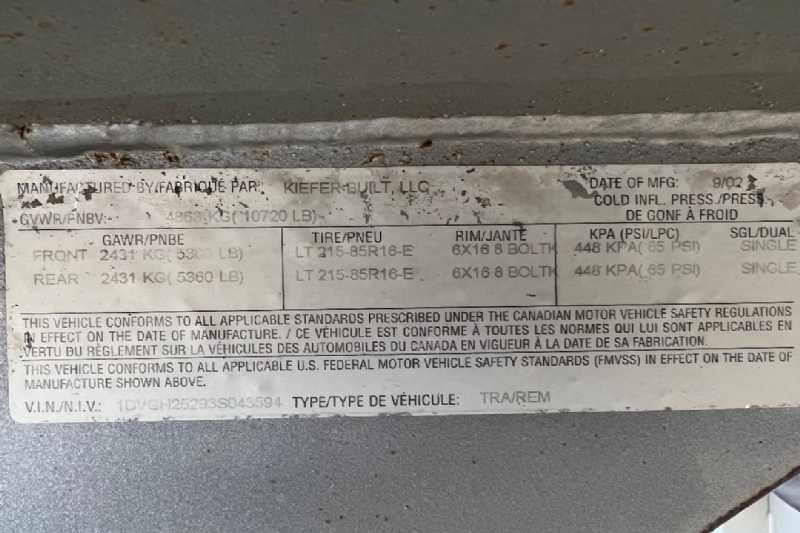 MANUFACTURED BY/FABRIQUÉ PAR: KIEFER BUILT, LLC DATE OF MFG: 9/02
GVWR/PNBV: 4863 KG( 10720 LB) COLD INFL. PRESS./PRESS. DE GONF À FROID
GAWR/PNBE TIRE/PNEU RIM/JANTE KPA (PSI/LPC) SGL/DUAL
FRONT 2431 KG( 5360 LB) LT 215-85R16-E 6X16 8 BOLTK 448 KPA( 65 PSI) SINGLE
REAR 2431 KG( 5360 LB) LT 215-85R16-E 6X16 8 BOLTK 448 KPA( 65 PSI) SINGLE
THIS VEHICLE CONFORMS TO ALL APPLICABLE STANDARDS PRESCRIBED UNDER THE CANADIAN MOTOR VEHICLE SAFETY REGULATIONS
IN EFFECT ON THE DATE OF MANUFACTURE. / CE VÉHICULE EST CONFORME À TOUTES LES NORMES QUI LUI SONT APPLICABLES EN
VERTU DU RÈGLEMENT SUR LA VÉHICULES DES AUTOMOBILES DU CANADA EN VIGUEUR À LA DATE DE SA FABRICATION.
THIS VEHICLE CONFORMS TO ALL APPLICABLE U.S. FEDERAL MOTOR VEHICLE SAFETY STANDARDS (FMVSS) IN EFFECT ON THE DATE OF
MANUFACTURE SHOWN ABOVE.
V.I.N./N.I.V.: 1DVGH25293S043594 TYPE/TYPE DE VÉHICULE: TRA/REM